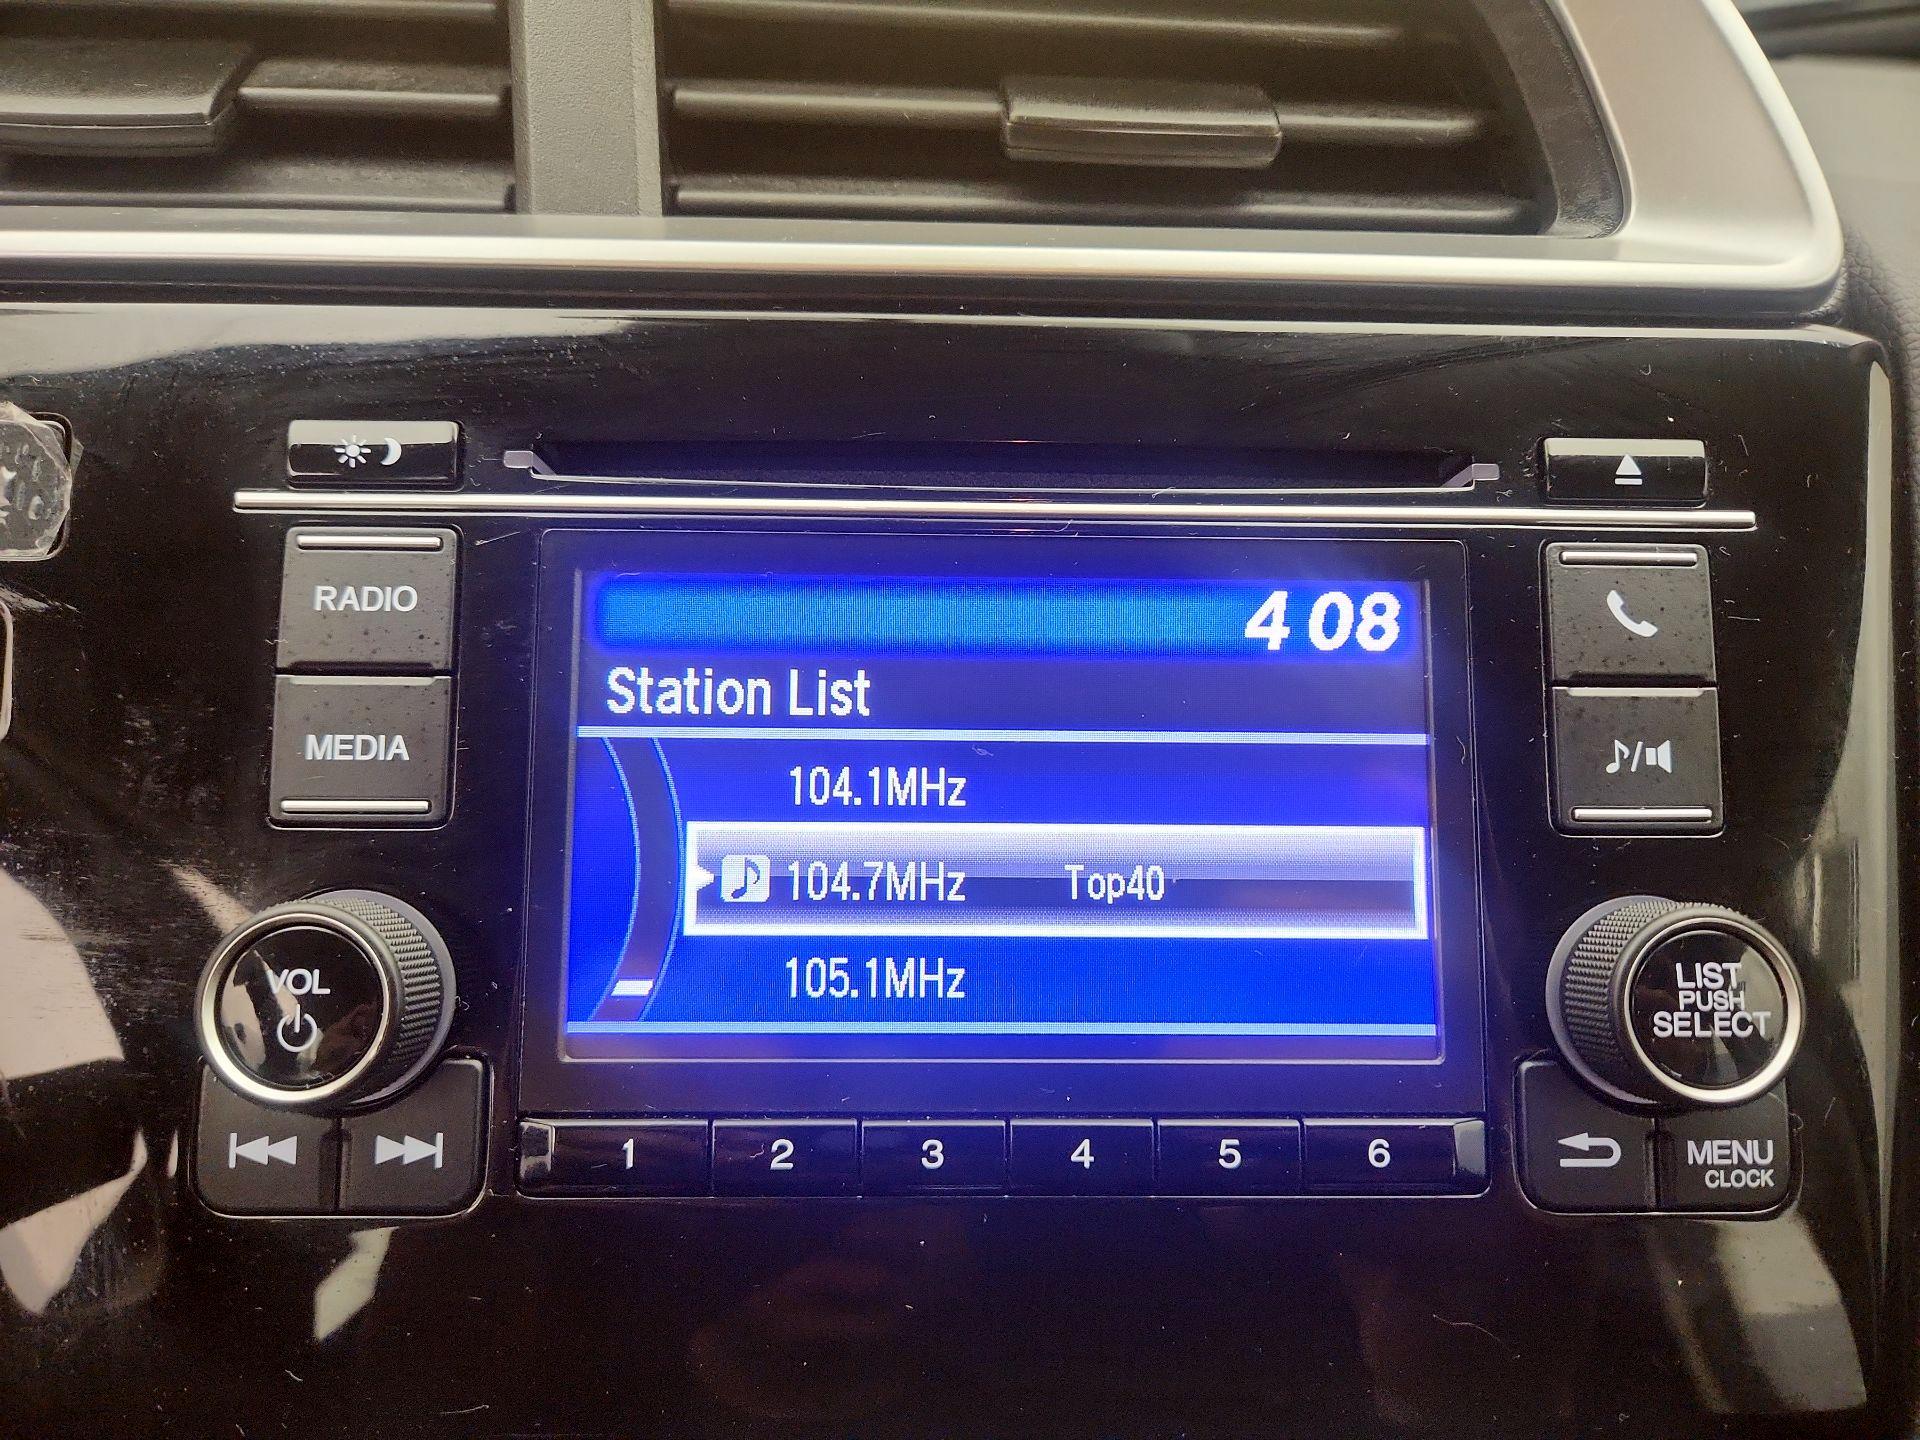 4 08
RADIO
Station List
MEDIA
104.1MHz
104.7MHz Top40
105.1MHz
VOL
LIST
PUSH
SELECT
1 2 3 4 5 6
MENU
CLOCK